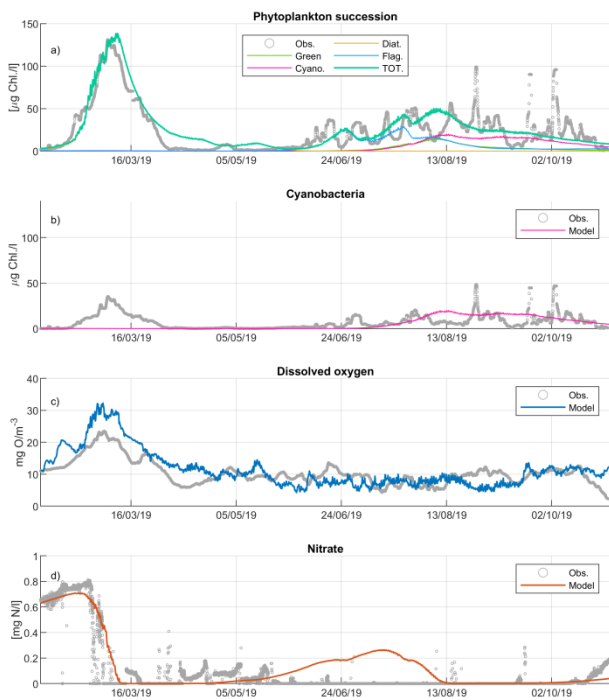 Phytoplankton succession
a)
[µg Chl./l]
150
100
50
0
Obs.
Green
Cyano.
Diat.
Flag.
TOT.
16/03/19
05/05/19
24/06/19
13/08/19
02/10/19
Cyanobacteria
b)
µg Chl./l
150
100
50
0
Obs.
Model
16/03/19
05/05/19
24/06/19
13/08/19
02/10/19
Dissolved oxygen
c)
mg O/m⁻³
40
30
20
10
0
Obs.
Model
16/03/19
05/05/19
24/06/19
13/08/19
02/10/19
Nitrate
d)
[mg N/l]
1
0.8
0.6
0.4
0.2
0
Obs.
Model
16/03/19
05/05/19
24/06/19
13/08/19
02/10/19